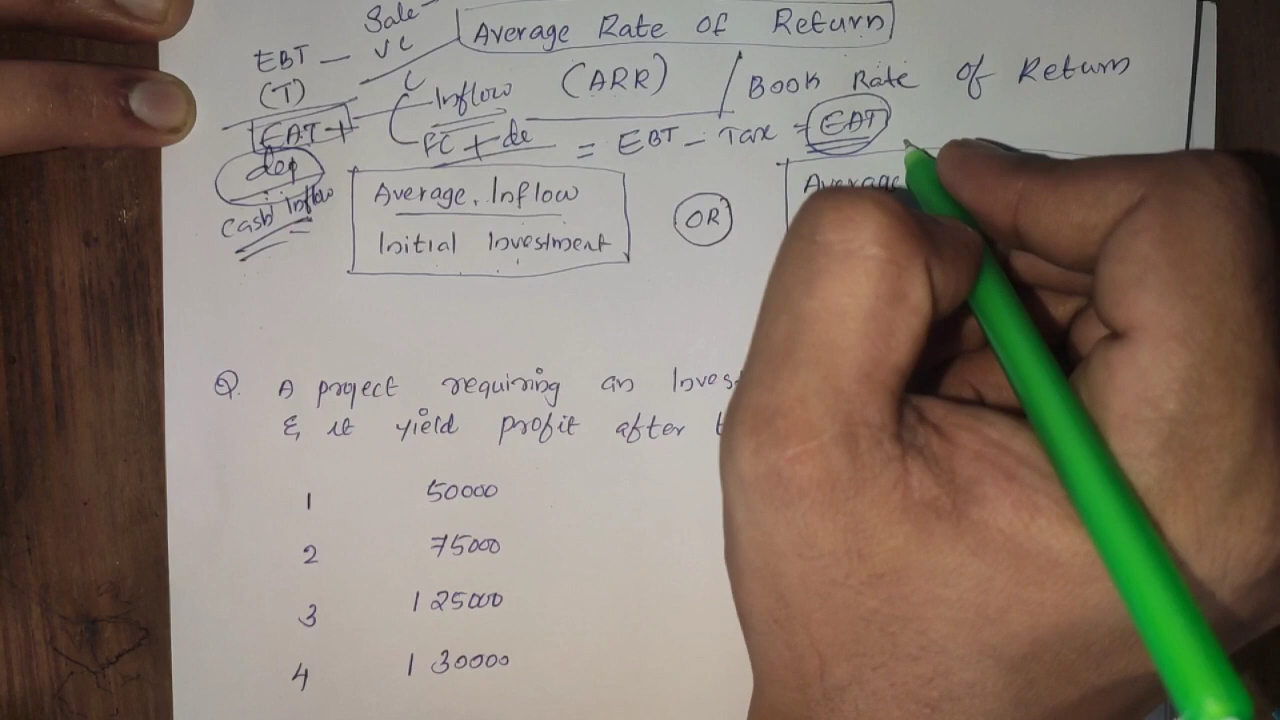 Sale -
Average Rate of Return
EBT - VC
(T)
C
Inflow
(ARR) / Book Rate of Return
EAT +
FC + de = EBT - Tax - EAT
dep
Cash Inflow
Average. Inflow
Initial Investment
OR
Average
Q. A project requiring an Inves
& it yield profit after t
1 50000
2 75000
3 125000
4 130000